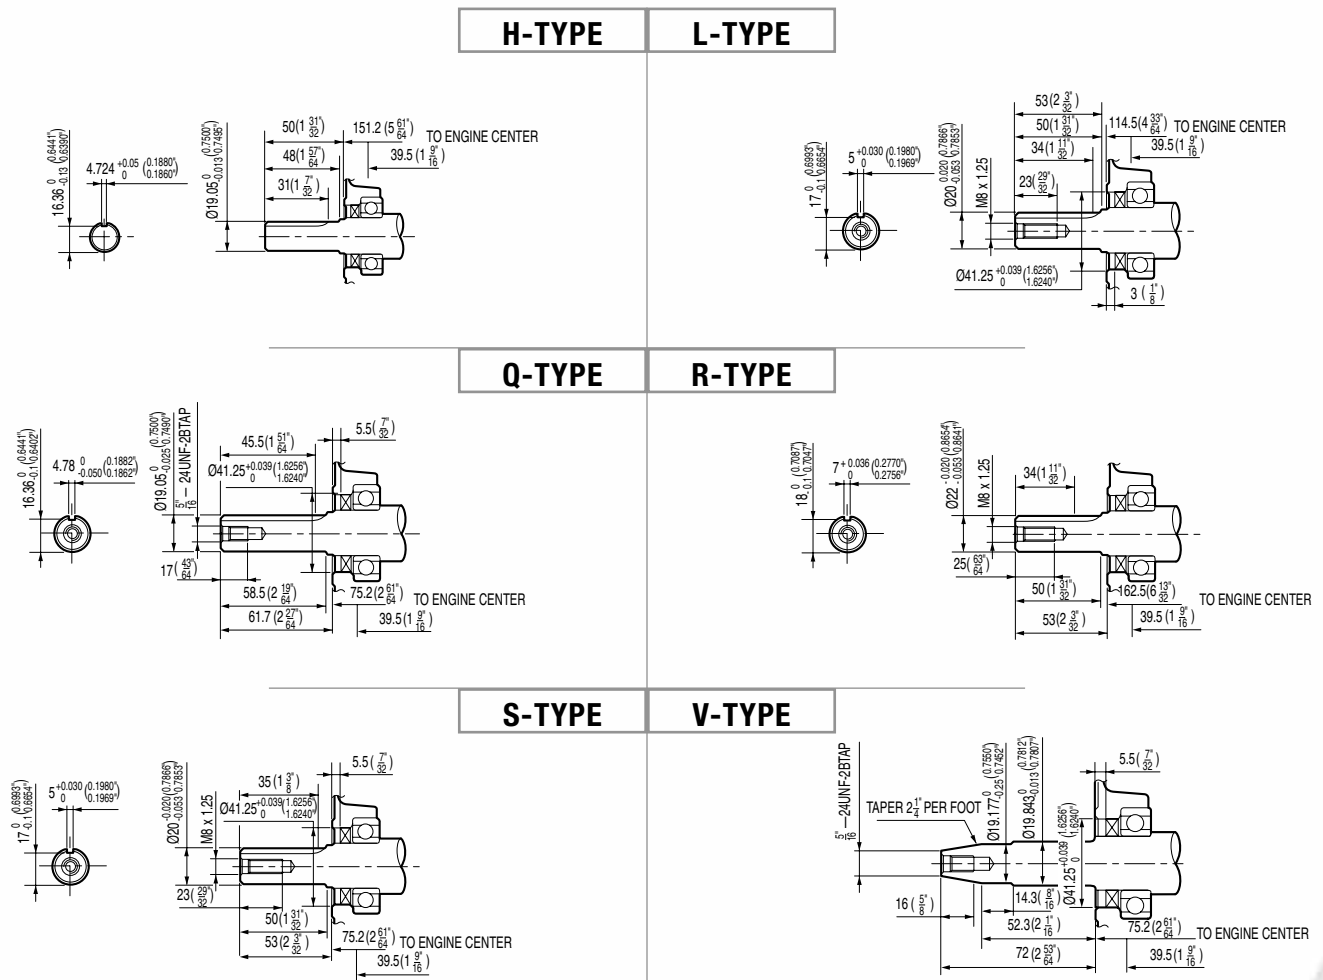 H-TYPE
L-TYPE
50(1 31/32")
151.2 (5 61/64")
TO ENGINE CENTER
48(1 57/64")
39.5(1 9/16")
31(1 7/32")
16.36 0 -0.13 (0.6441" 0.6390")
4.724 +0.05 0 (0.1880" 0.1860")
Ø19.05 0 -0.013 (0.7500" 0.7495")
53(2 3/32")
50(1 31/32")
114.5(4 33/64")
TO ENGINE CENTER
34(1 11/32")
39.5(1 9/16")
23(29/32")
17 0 -0.1 (0.6993" 0.6654")
5 +0.030 0 (0.1980" 0.1969")
Ø20 0.020 -0.053 (0.7866" 0.7853")
M8 x 1.25
Ø41.25 +0.039 0 (1.6256" 1.6240")
3 (1/8")
Q-TYPE
R-TYPE
16.36 0 -0.1 (0.6441" 0.6402")
4.78 0 -0.050 (0.1882" 0.1862")
Ø19.05 0 -0.025 (0.7500" 0.7490")
5/16" — 24UNF-2BTAP
45.5(1 51/64")
5.5(7/32")
Ø41.25 +0.039 0 (1.6256" 1.6240")
17(43/64")
58.5(2 19/64")
75.2(2 61/64")
TO ENGINE CENTER
61.7(2 27/64")
39.5(1 9/16")
18 0 -0.1 (0.7087" 0.7047")
7 +0.036 0 (0.2770" 0.2756")
Ø22 -0.020 -0.053 (0.8654" 0.8641")
M8 x 1.25
34(1 11/32")
25(63/64")
50(1 31/32")
162.5(6 13/32")
TO ENGINE CENTER
53(2 3/32")
39.5(1 9/16")
S-TYPE
V-TYPE
17 0 -0.1 (0.6993" 0.6654")
5 +0.030 0 (0.1980" 0.1969")
Ø20 -0.020 -0.053 (0.7866" 0.7853")
M8 x 1.25
35(1 3/8")
5.5(7/32")
Ø41.25 +0.039 0 (1.6256" 1.6240")
50(1 31/32")
53(2 3/32")
75.2(2 61/64")
TO ENGINE CENTER
39.5(1 9/16")
5/16" —24UNF-2BTAP
TAPER 2 1/4" PER FOOT
Ø19.177 0 -0.25 (0.7550" 0.7452")
Ø19.843 0 -0.013 (0.7812" 0.7807")
5.5(7/32")
Ø41.25 +0.039 0 (1.6256" 1.6240")
16(5/8")
14.3(8/16")
52.3(2 1/16")
75.2(2 61/64")
TO ENGINE CENTER
72(2 53/64")
39.5(1 9/16")